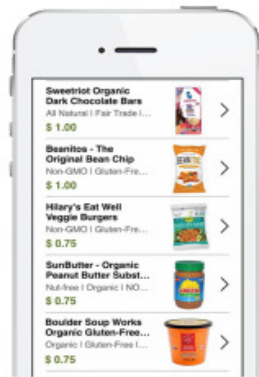 Sweetriot Organic
Dark Chocolate Bars
All Natural I Fair Trade I...
$ 1.00
Beanitos - The
Original Bean Chip
Non-GMO I Gluten-Fre...
$ 1.00
Hilary's Eat Well
Veggie Burgers
Non-GMO I Gluten-Fre...
$ 0.75
SunButter - Organic
Peanut Butter Subst...
Nut-free I Organic I NO...
$ 0.75
Boulder Soup Works
Organic Gluten-Free...
Organic I Gluten-Free I...
$ 0.75